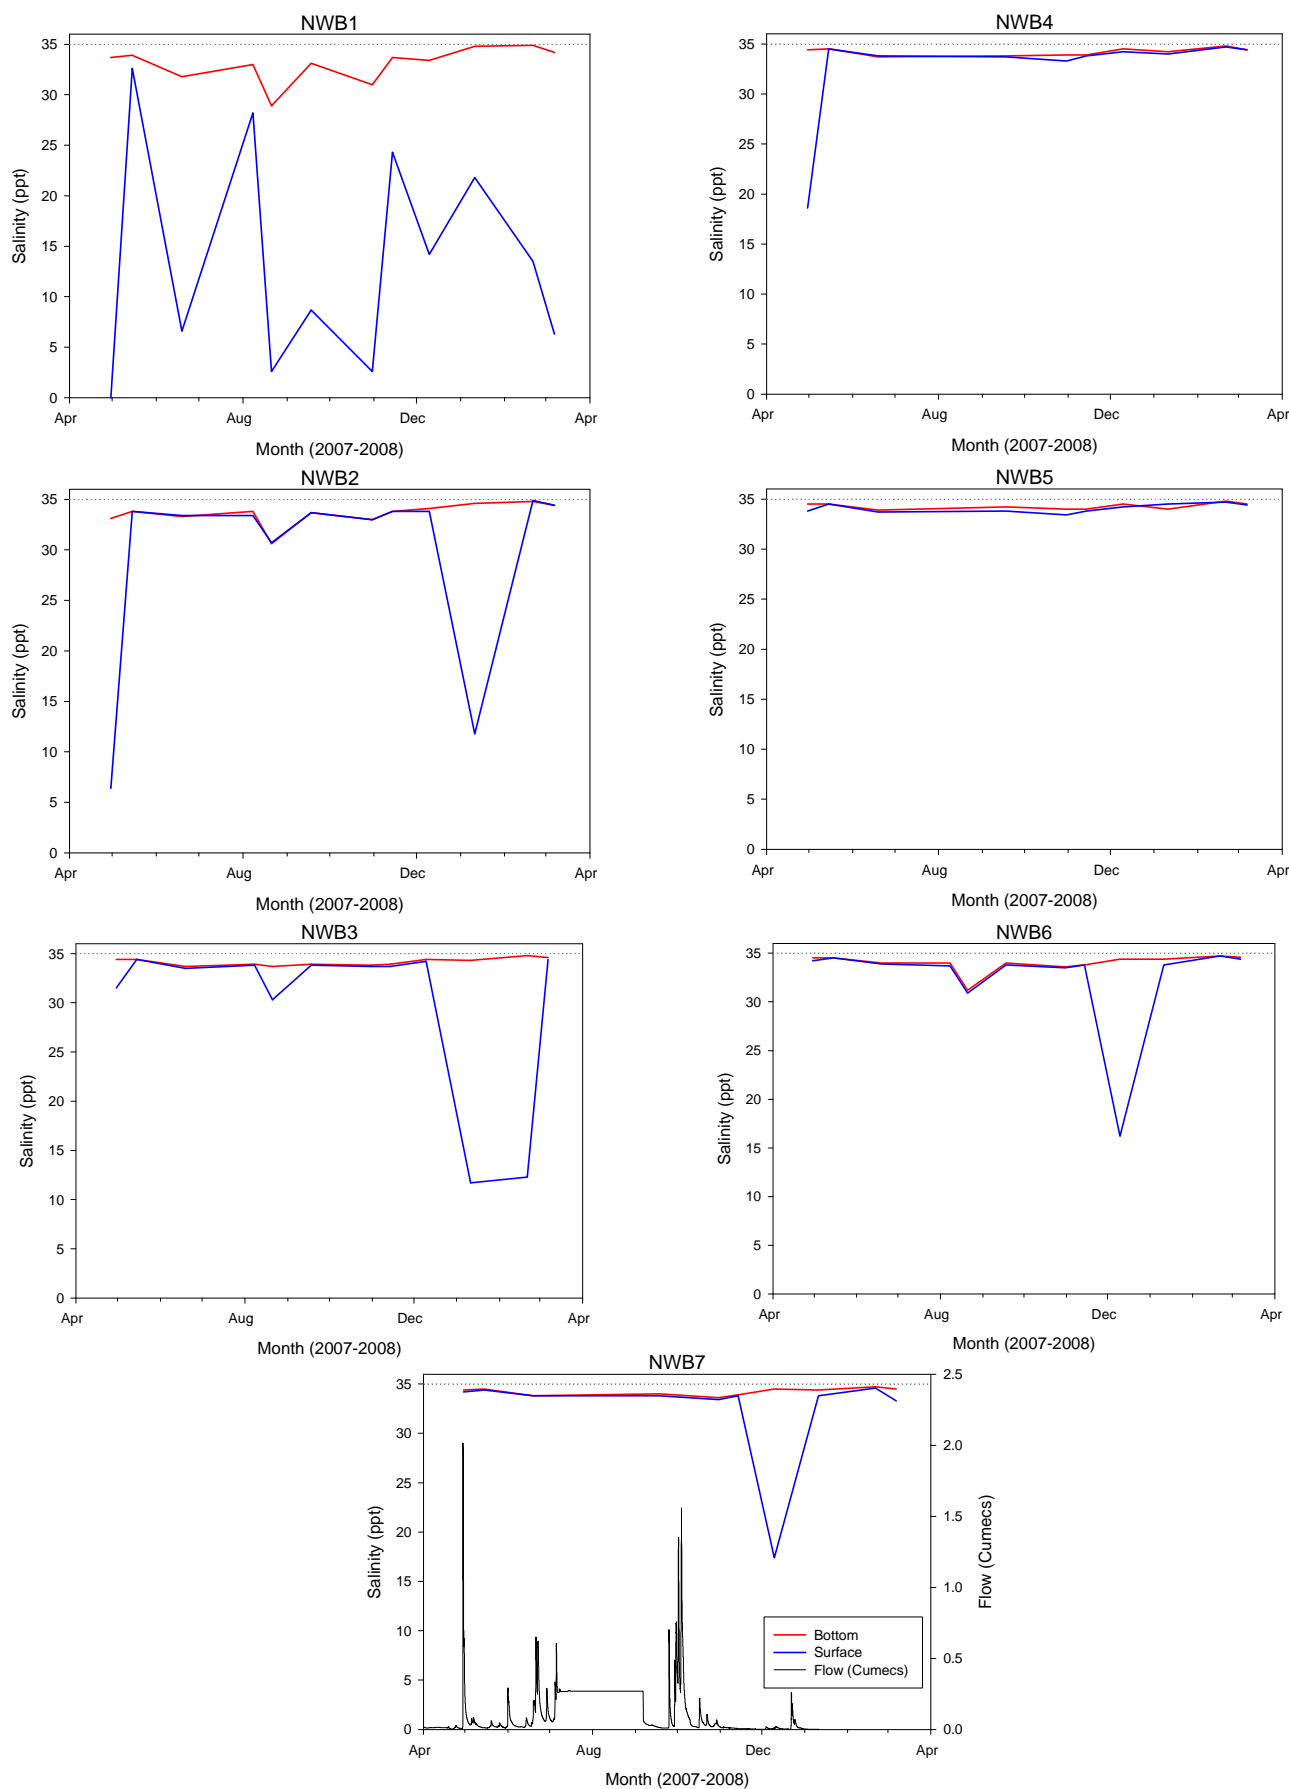 NWB1
35
30
25
20
15
10
5
0
Salinity (ppt)
Apr Aug Dec Apr
Month (2007-2008)
NWB4
35
30
25
20
15
10
5
0
Salinity (ppt)
Apr Aug Dec Apr
Month (2007-2008)
NWB2
35
30
25
20
15
10
5
0
Salinity (ppt)
Apr Aug Dec Apr
Month (2007-2008)
NWB5
35
30
25
20
15
10
5
0
Salinity (ppt)
Apr Aug Dec Apr
Month (2007-2008)
NWB3
35
30
25
20
15
10
5
0
Salinity (ppt)
Apr Aug Dec Apr
Month (2007-2008)
NWB6
35
30
25
20
15
10
5
0
Salinity (ppt)
Apr Aug Dec Apr
Month (2007-2008)
NWB7
35
30
25
20
15
10
5
0
Salinity (ppt)
2.5
2.0
1.5
1.0
0.5
0.0
Flow (Cumecs)
Bottom
Surface
Flow (Cumecs)
Apr Aug Dec Apr
Month (2007-2008)